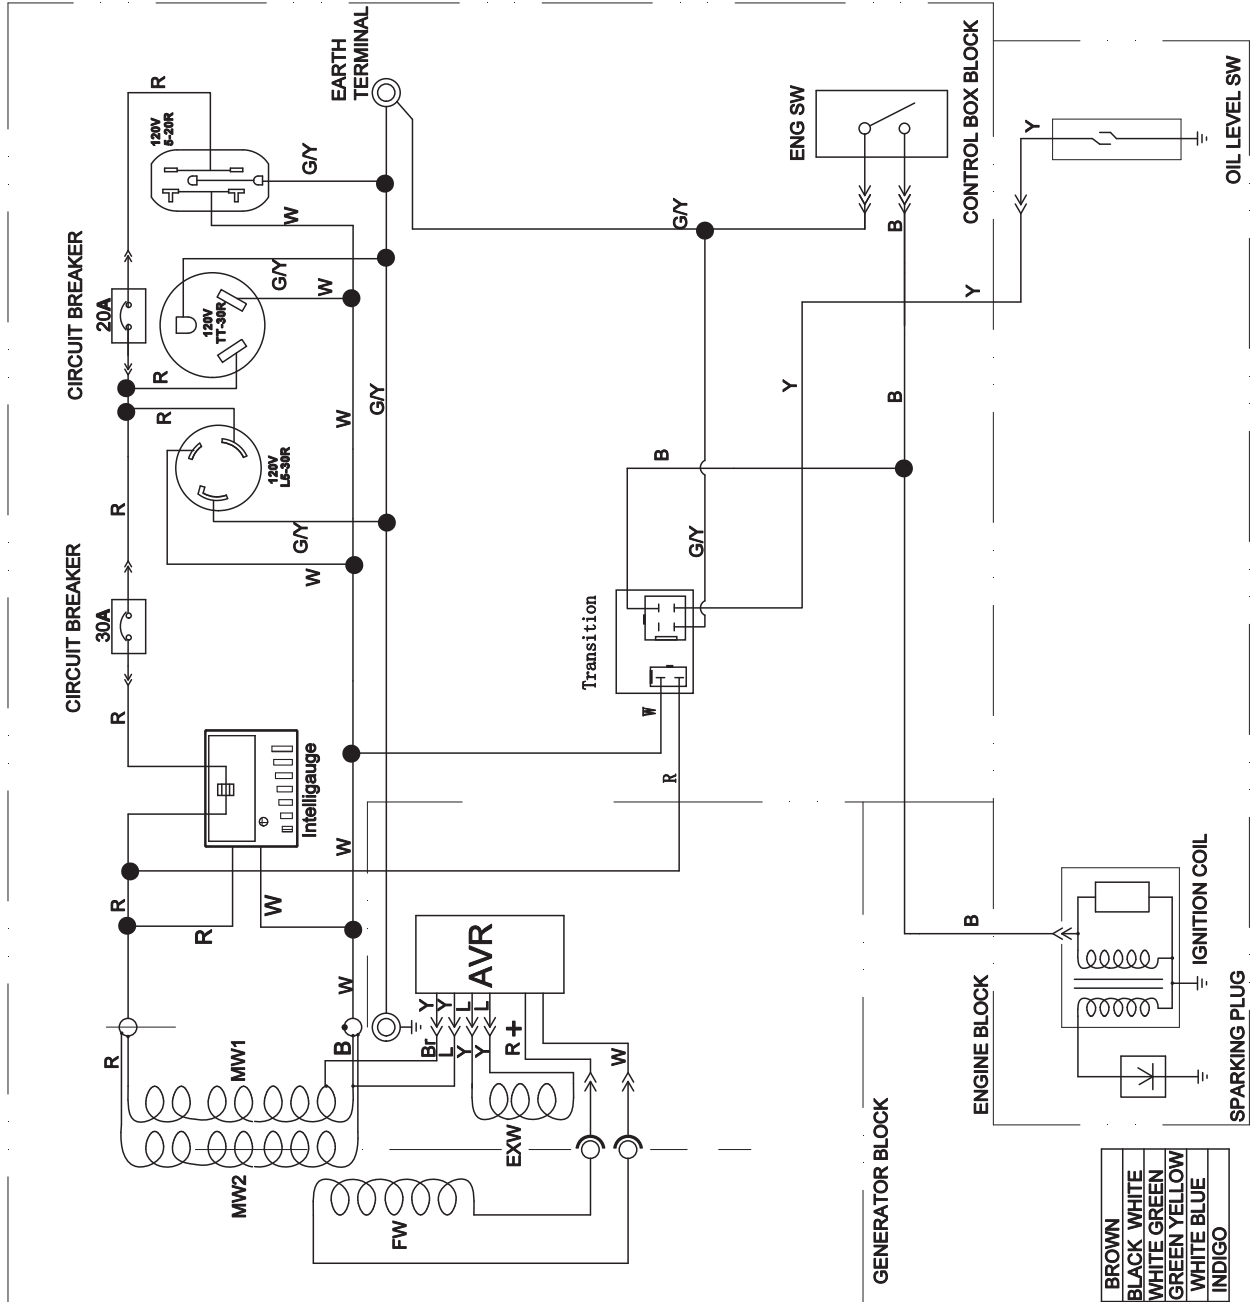 EARTH
TERMINAL
R
120V
5-20R
G/Y
W
ENG SW
CONTROL BOX BLOCK
OIL LEVEL SW
Y
CIRCUIT BREAKER
20A
G/Y
W
120V
TT-30R
R
G/Y
B
Y
R
W
G/Y
Y
B
120V
L5-30R
B
R
G/Y
W
G/Y
CIRCUIT BREAKER
30A
Transition
R
W
R
Intelligauge
W
R
R
W
W
B
IGNITION COIL
AVR
ENGINE BLOCK
SPARKING PLUG
R
MW1
B
Y
Y
L
L
Br
L
Y
Y
R
+
W
MW2
EXW
FW
GENERATOR BLOCK
BROWN
BLACK WHITE
WHITE GREEN
GREEN YELLOW
WHITE BLUE
INDIGO